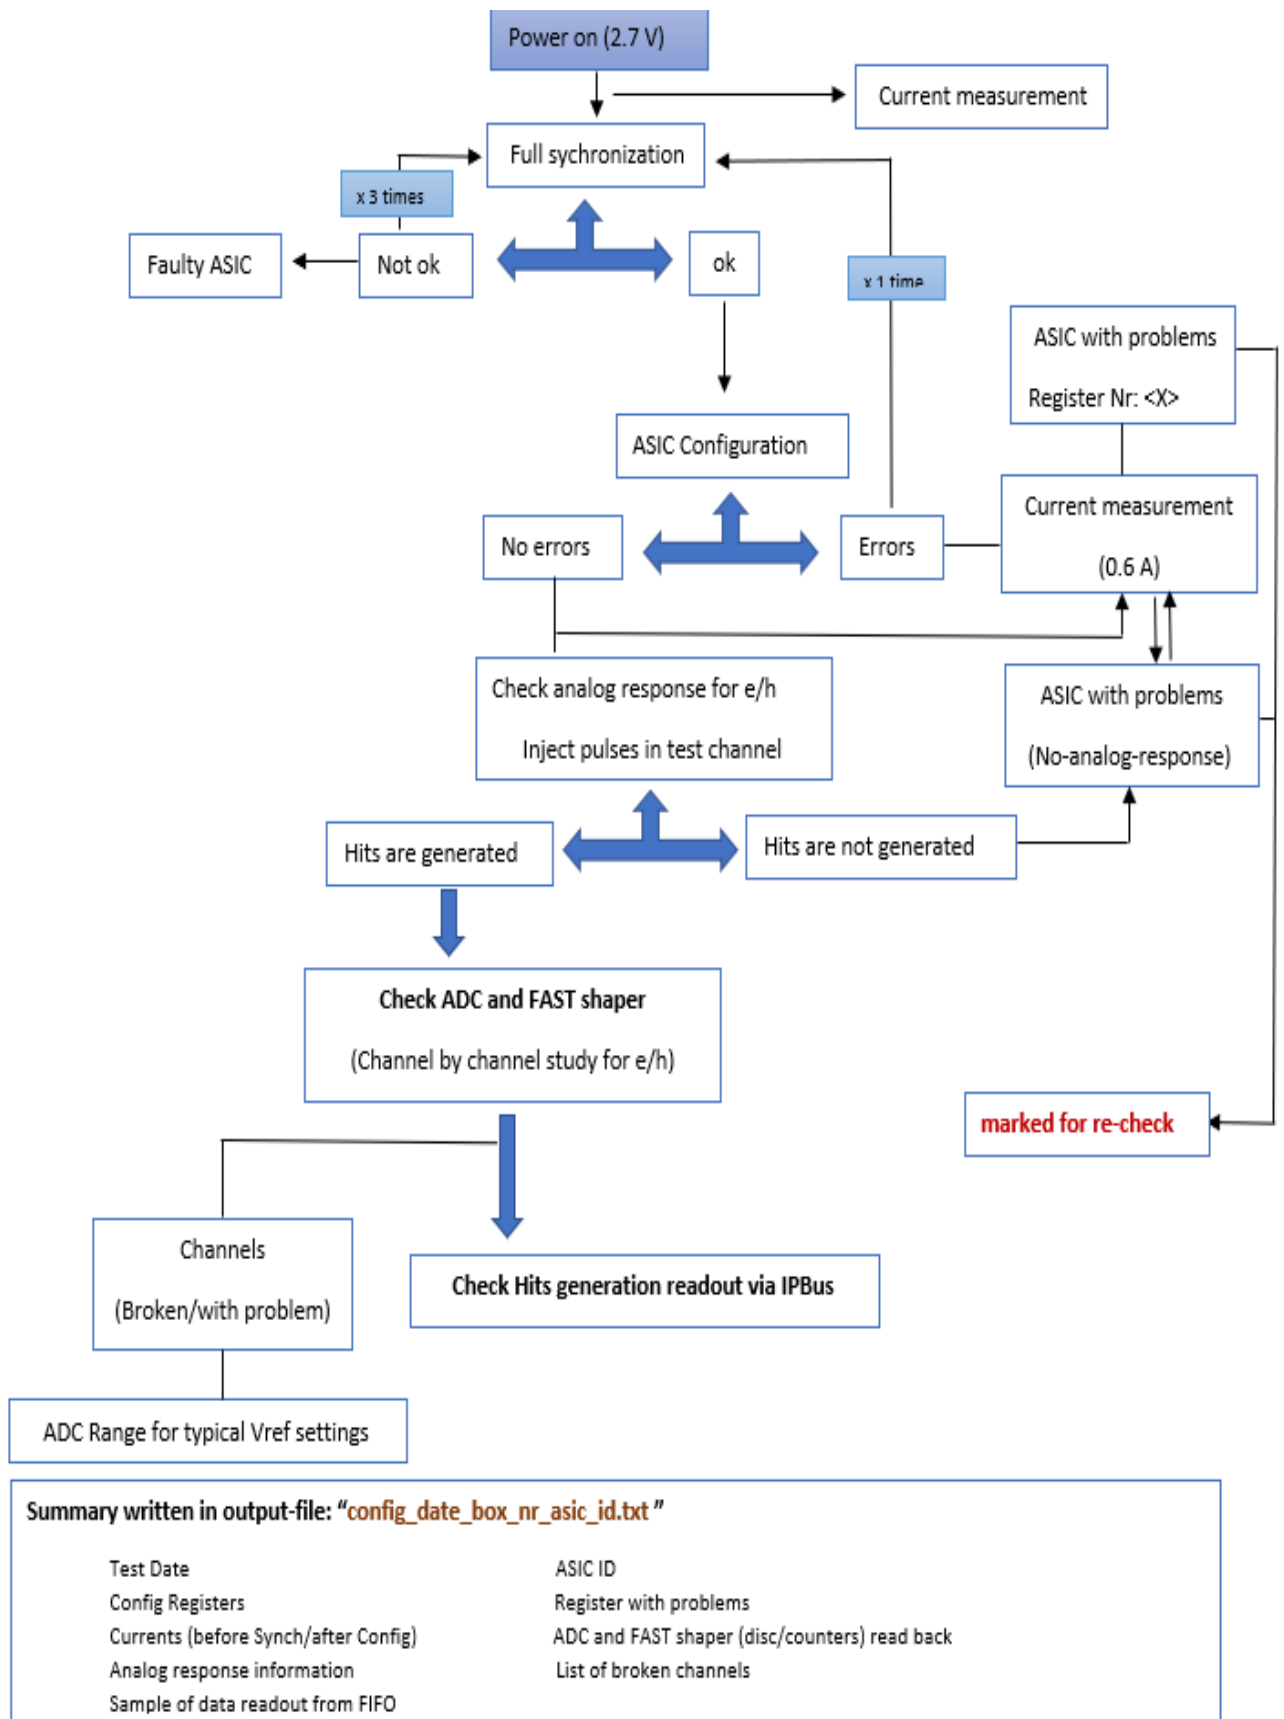 Power on (2.7 V)
Current measurement
Full sychronization
x 3 times
Faulty ASIC
Not ok
ok
x 1 time
ASIC with problems
Register Nr: <X>
ASIC Configuration
Current measurement
(0.6 A)
No errors
Errors
Check analog response for e/h
Inject pulses in test channel
ASIC with problems
(No-analog-response)
Hits are generated
Hits are not generated
Check ADC and FAST shaper
(Channel by channel study for e/h)
marked for re-check
Channels
(Broken/with problem)
Check Hits generation readout via IPBus
ADC Range for typical Vref settings
Summary written in output-file: “config_date_box_nr_asic_id.txt ”
Test Date
ASIC ID
Config Registers
Register with problems
Currents (before Synch/after Config)
ADC and FAST shaper (disc/counters) read back
Analog response information
List of broken channels
Sample of data readout from FIFO